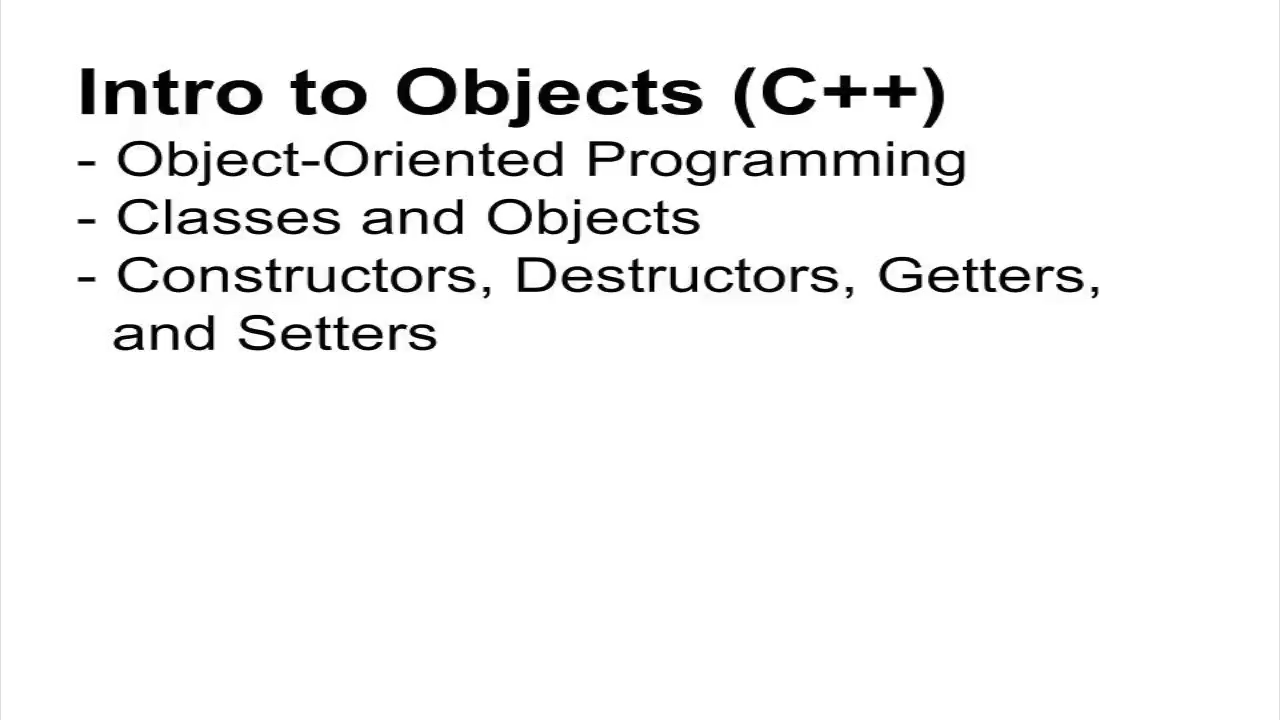 Intro to Objects (C++)
- Object-Oriented Programming
- Classes and Objects
- Constructors, Destructors, Getters,
and Setters